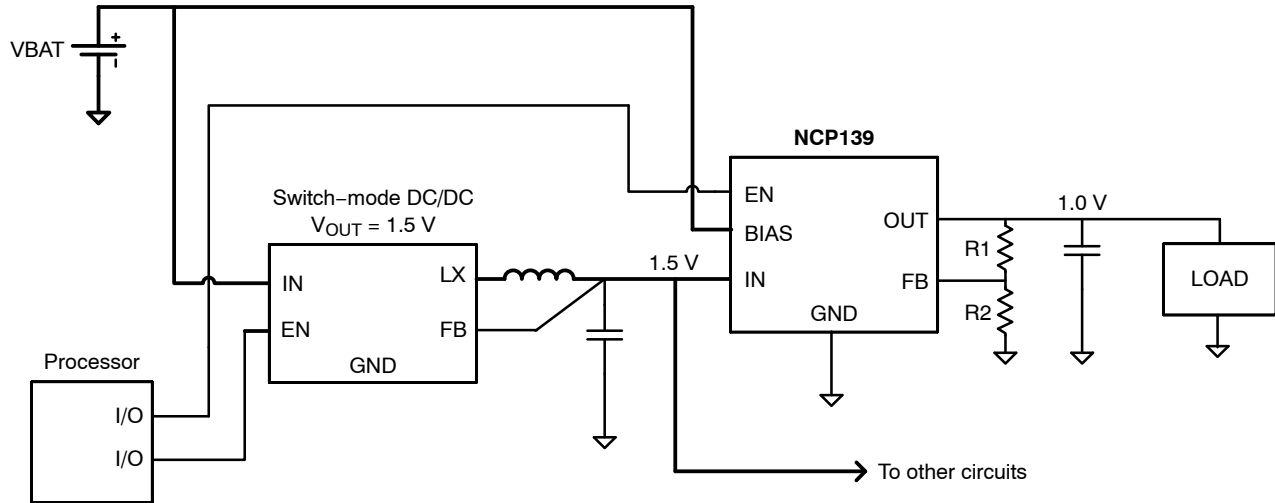 VBAT
+
NCP139
EN
BIAS
IN
GND
OUT
FB
1.0 V
R1
R2
LOAD
Switch−mode DC/DC
VOUT = 1.5 V
IN
EN
LX
FB
GND
1.5 V
Processor
I/O
I/O
To other circuits